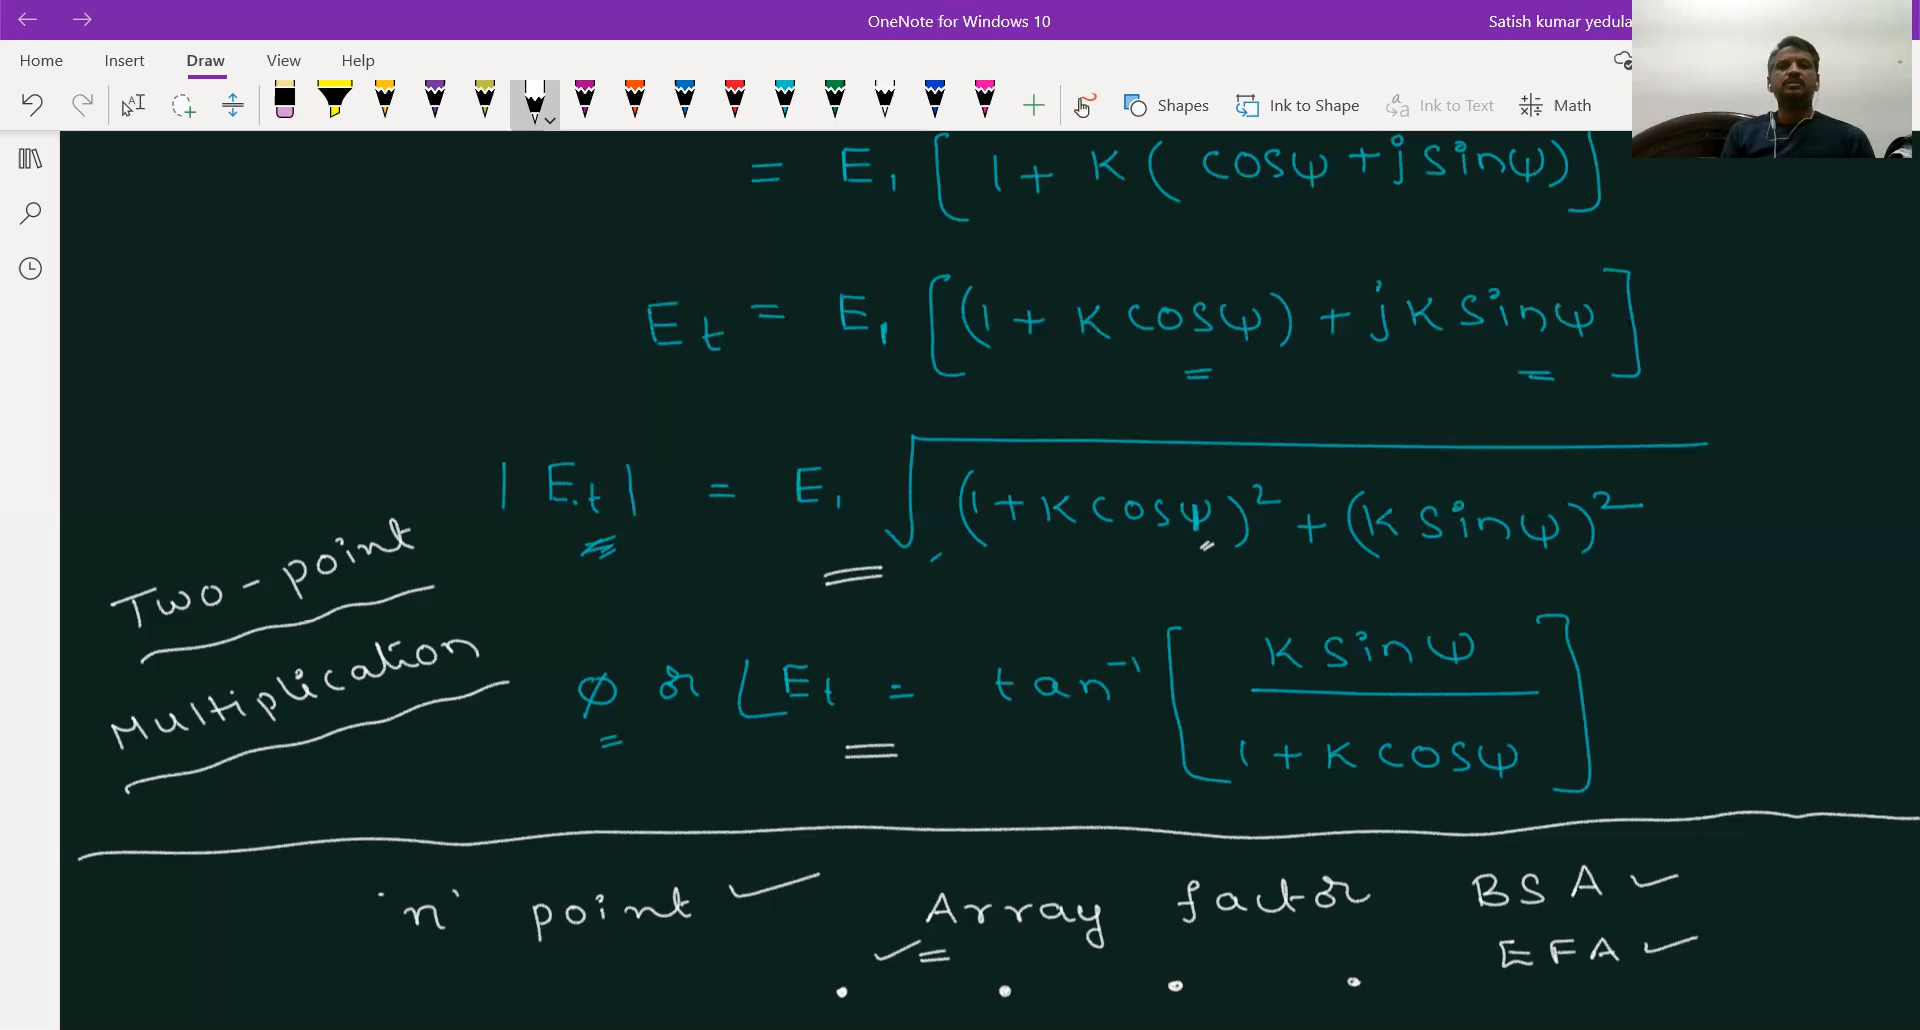 OneNote for Windows 10
Satish kumar yedula
Home Insert Draw View Help
Shapes Ink to Shape Ink to Text Math
= E₁ [ 1 + K ( cosψ + j sinψ) ]
Et = E₁ [(1 + K cosψ) + j K sinψ]
|Et| = E₁ √(1 + K cosψ)² + (K sinψ)²
Two-point
Multiplication
φ or ∠Et = tan⁻¹ [ K sinψ / 1 + K cosψ ]
'n' point ✓ Array factor BSA ✓
EFA ✓